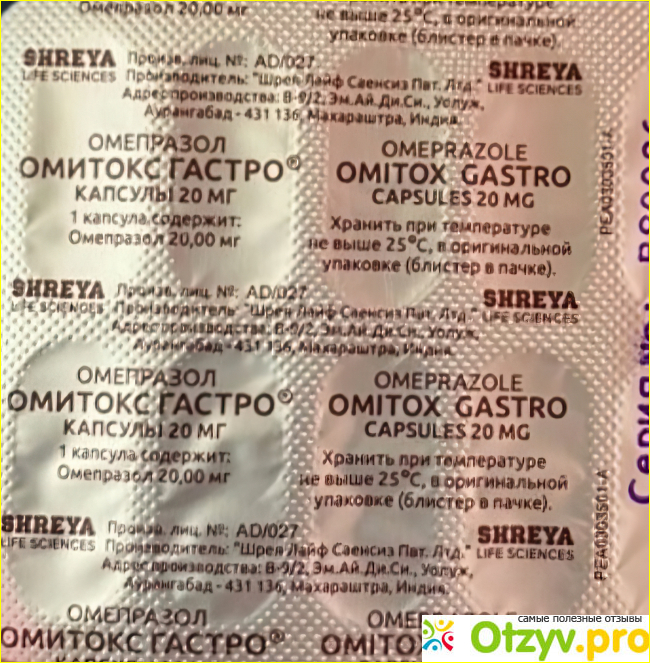 Омепразол 20,00 мг
не выше 25°C, в оригинальной
упаковке (блистер в пачке).
SHREYA
LIFE SCIENCES
Произв. лиц. №: AD/027
Производитель: "Шрея Лайф Саенсиз Пвт. Лтд."
Адрес производства: В-9/2, Эм.Ай.Ди.Си., Уолуж,
Аурангабад - 431 136, Махараштра, Индия.
SHREYA
LIFE SCIENCES
ОМЕПРАЗОЛ
ОМИТОКС ГАСТРО®
КАПСУЛЫ 20 МГ
1 капсула содержит:
Омепразол 20,00 мг
OMEPRAZOLE
OMITOX GASTRO
CAPSULES 20 MG
Хранить при температуре
не выше 25°C, в оригинальной
упаковке (блистер в пачке).
PEA0303501-A
SHREYA
LIFE SCIENCES
Произв. лиц. №: AD/027
Производитель: "Шрея Лайф Саенсиз Пвт. Лтд."
Адрес производства: В-9/2, Эм.Ай.Ди.Си., Уолуж,
Аурангабад - 431 136, Махараштра, Индия.
SHREYA
LIFE SCIENCES
ОМЕПРАЗОЛ
ОМИТОКС ГАСТРО®
КАПСУЛЫ 20 МГ
1 капсула содержит:
Омепразол 20,00 мг
OMEPRAZOLE
OMITOX GASTRO
CAPSULES 20 MG
Хранить при температуре
не выше 25°C, в оригинальной
упаковке (блистер в пачке).
PEA0303501-A
Серия №:
SHREYA
LIFE SCIENCES
Произв. лиц. №: AD/027
Производитель: "Шрея Лайф Саенсиз Пвт. Лтд."
Адрес производства: В-9/2, Эм.Ай.Ди.Си., Уолуж,
Аурангабад - 431 136, Махараштра, Индия.
SHREYA
LIFE SCIENCES
ОМЕПРАЗОЛ
ОМИТОКС ГАСТРО®
самые полезные отзывы
Otzyv.pro